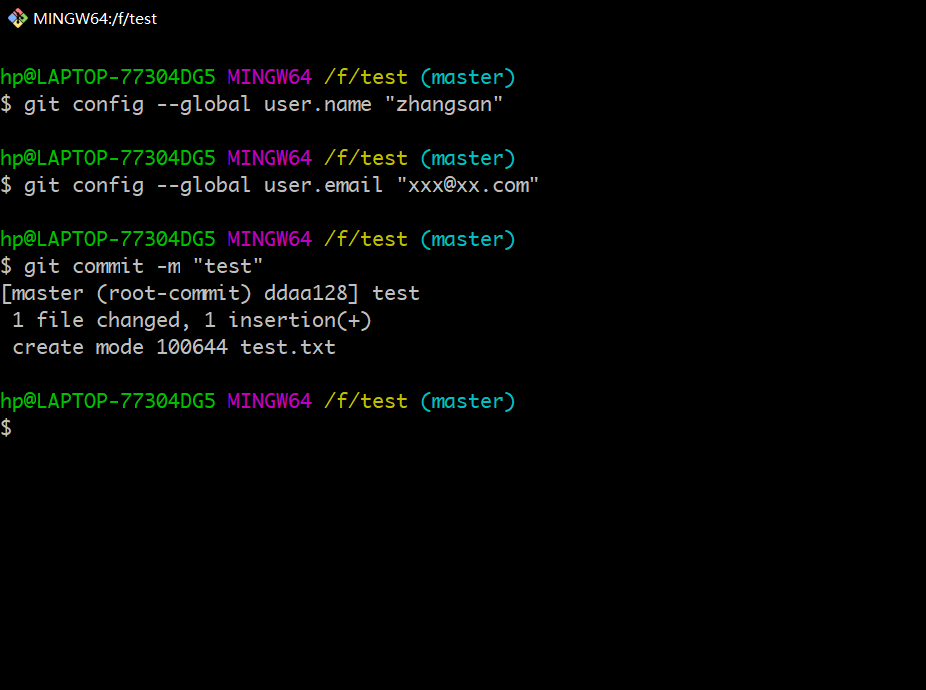 MINGW64:/f/test
hp@LAPTOP-77304DG5 MINGW64 /f/test (master)
$ git config --global user.name "zhangsan"
hp@LAPTOP-77304DG5 MINGW64 /f/test (master)
$ git config --global user.email "xxx@xx.com"
hp@LAPTOP-77304DG5 MINGW64 /f/test (master)
$ git commit -m "test"
[master (root-commit) ddaa128] test
 1 file changed, 1 insertion(+)
 create mode 100644 test.txt
hp@LAPTOP-77304DG5 MINGW64 /f/test (master)
$